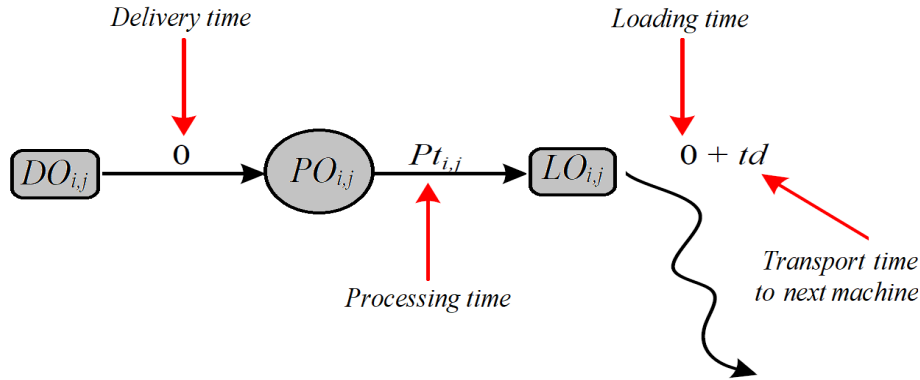 Delivery time
Loading time
0
Pt_{i,j}
0 + td
DO_{i,j}
PO_{i,j}
LO_{i,j}
Processing time
Transport time
to next machine